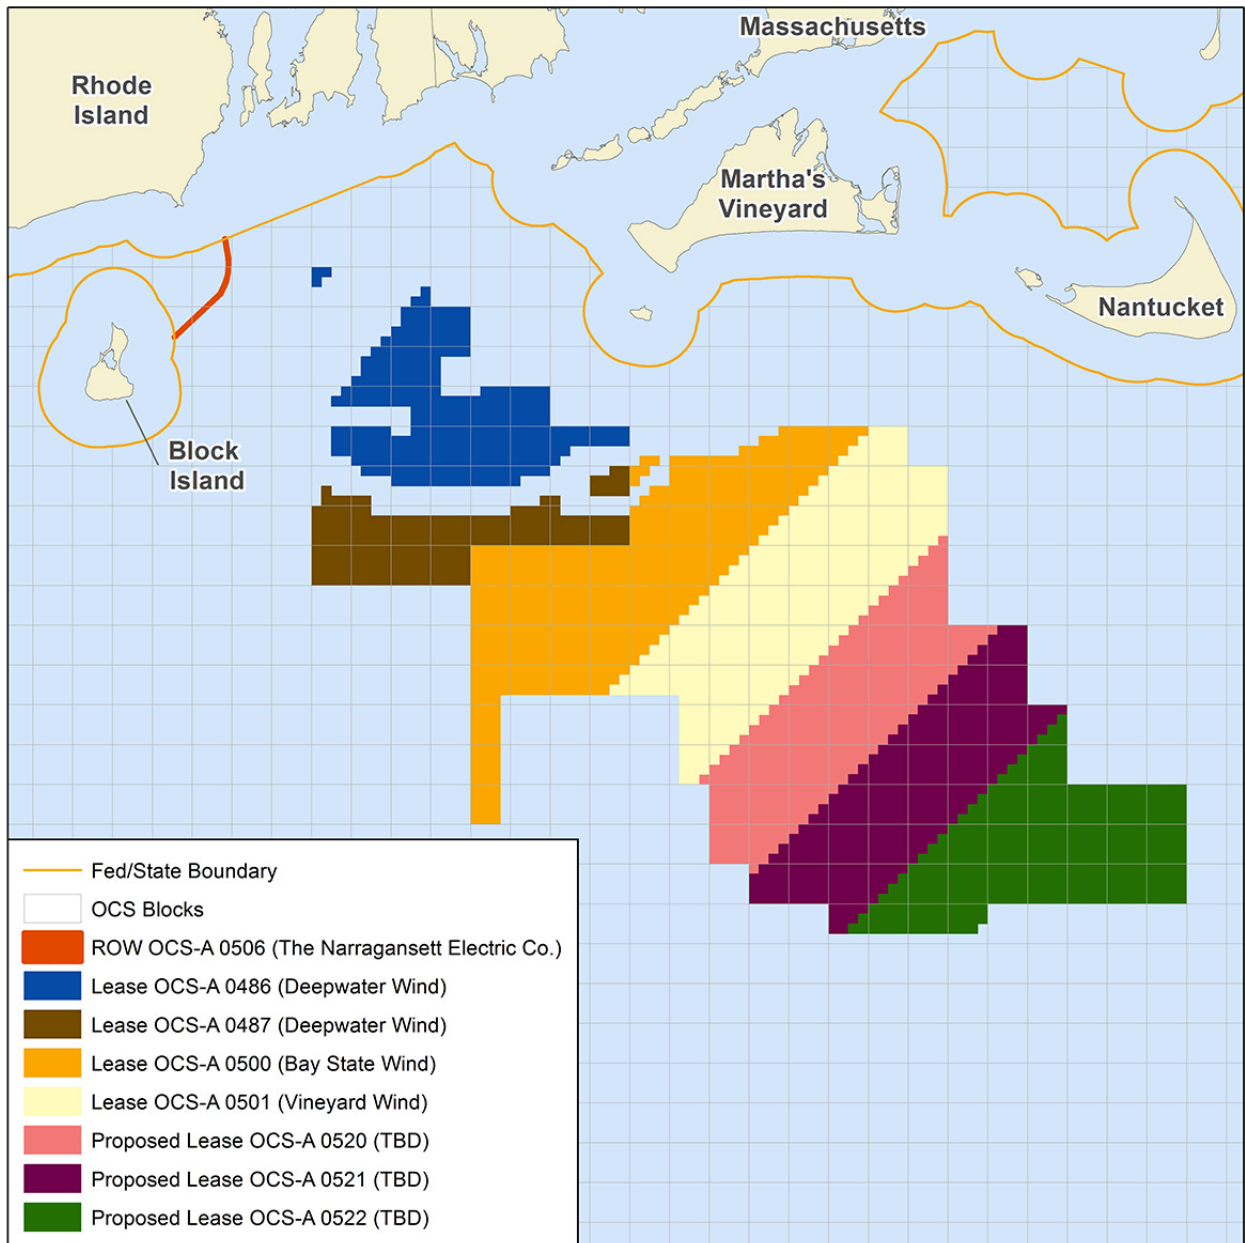 Massachusetts
Rhode
Island
Martha's
Vineyard
Nantucket
Block
Island
Fed/State Boundary
OCS Blocks
ROW OCS-A 0506 (The Narragansett Electric Co.)
Lease OCS-A 0486 (Deepwater Wind)
Lease OCS-A 0487 (Deepwater Wind)
Lease OCS-A 0500 (Bay State Wind)
Lease OCS-A 0501 (Vineyard Wind)
Proposed Lease OCS-A 0520 (TBD)
Proposed Lease OCS-A 0521 (TBD)
Proposed Lease OCS-A 0522 (TBD)